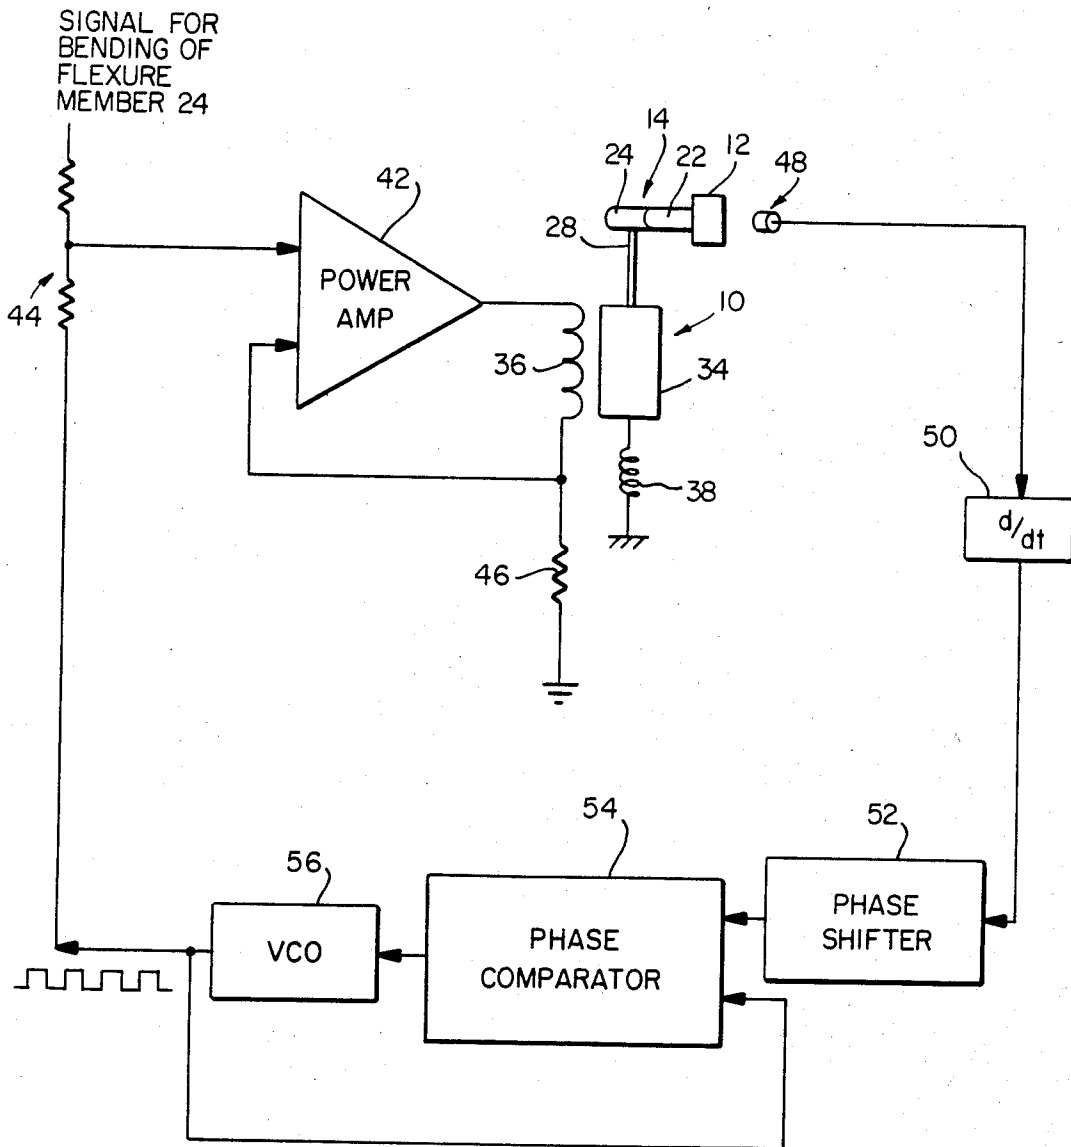 SIGNAL FOR
BENDING OF
FLEXURE
MEMBER 24
42
14
12
24
22
48
28
POWER
AMP
44
10
36
34
38
50
d/dt
46
54
52
56
PHASE
SHIFTER
VCO
PHASE
COMPARATOR